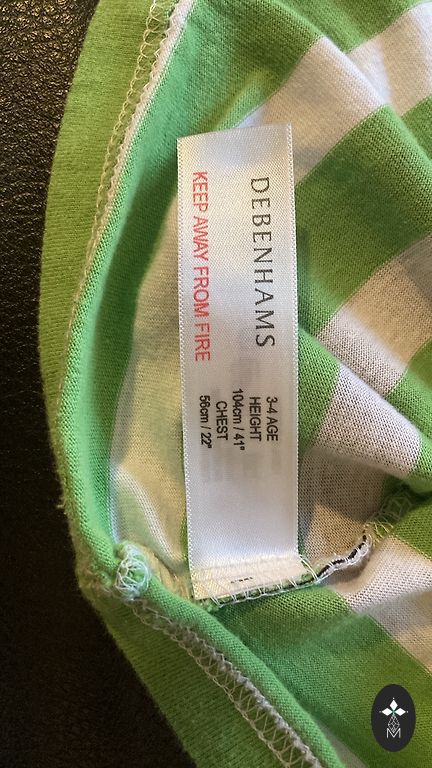 DEBENHAMS
KEEP AWAY FROM FIRE
3-4 AGE
HEIGHT
104cm / 41"
CHEST
56cm / 22"
M